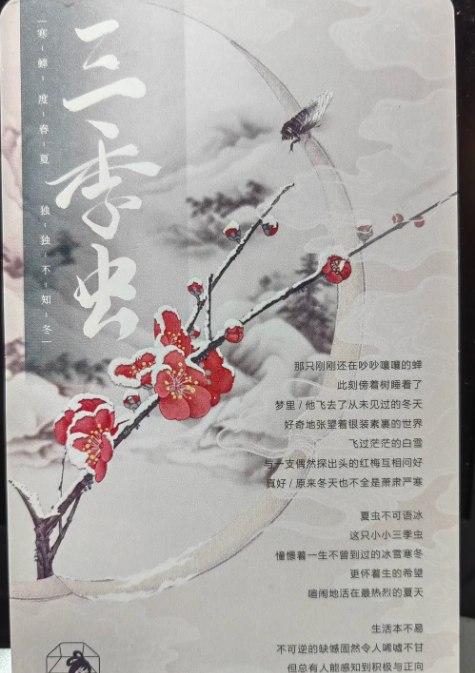 三季虫
寒蝉度春夏 独独不知冬
那只刚刚还在吵吵嚷嚷的蝉
此刻傍着树睡着了
梦里/他飞去了从未见过的冬天
好奇地张望着银装素裹的世界
飞过茫茫的白雪
与一支偶然探出头的红梅互相问好
真好/原来冬天也不全是萧肃严寒
夏虫不可语冰
这只小小三季虫
憧憬着一生不曾到过的冰雪寒冬
更怀着生的希望
喧闹地活在最热烈的夏天
生活本不易
不可逆的缺憾固然令人唏嘘不甘
但总有人能感知到积极与正向